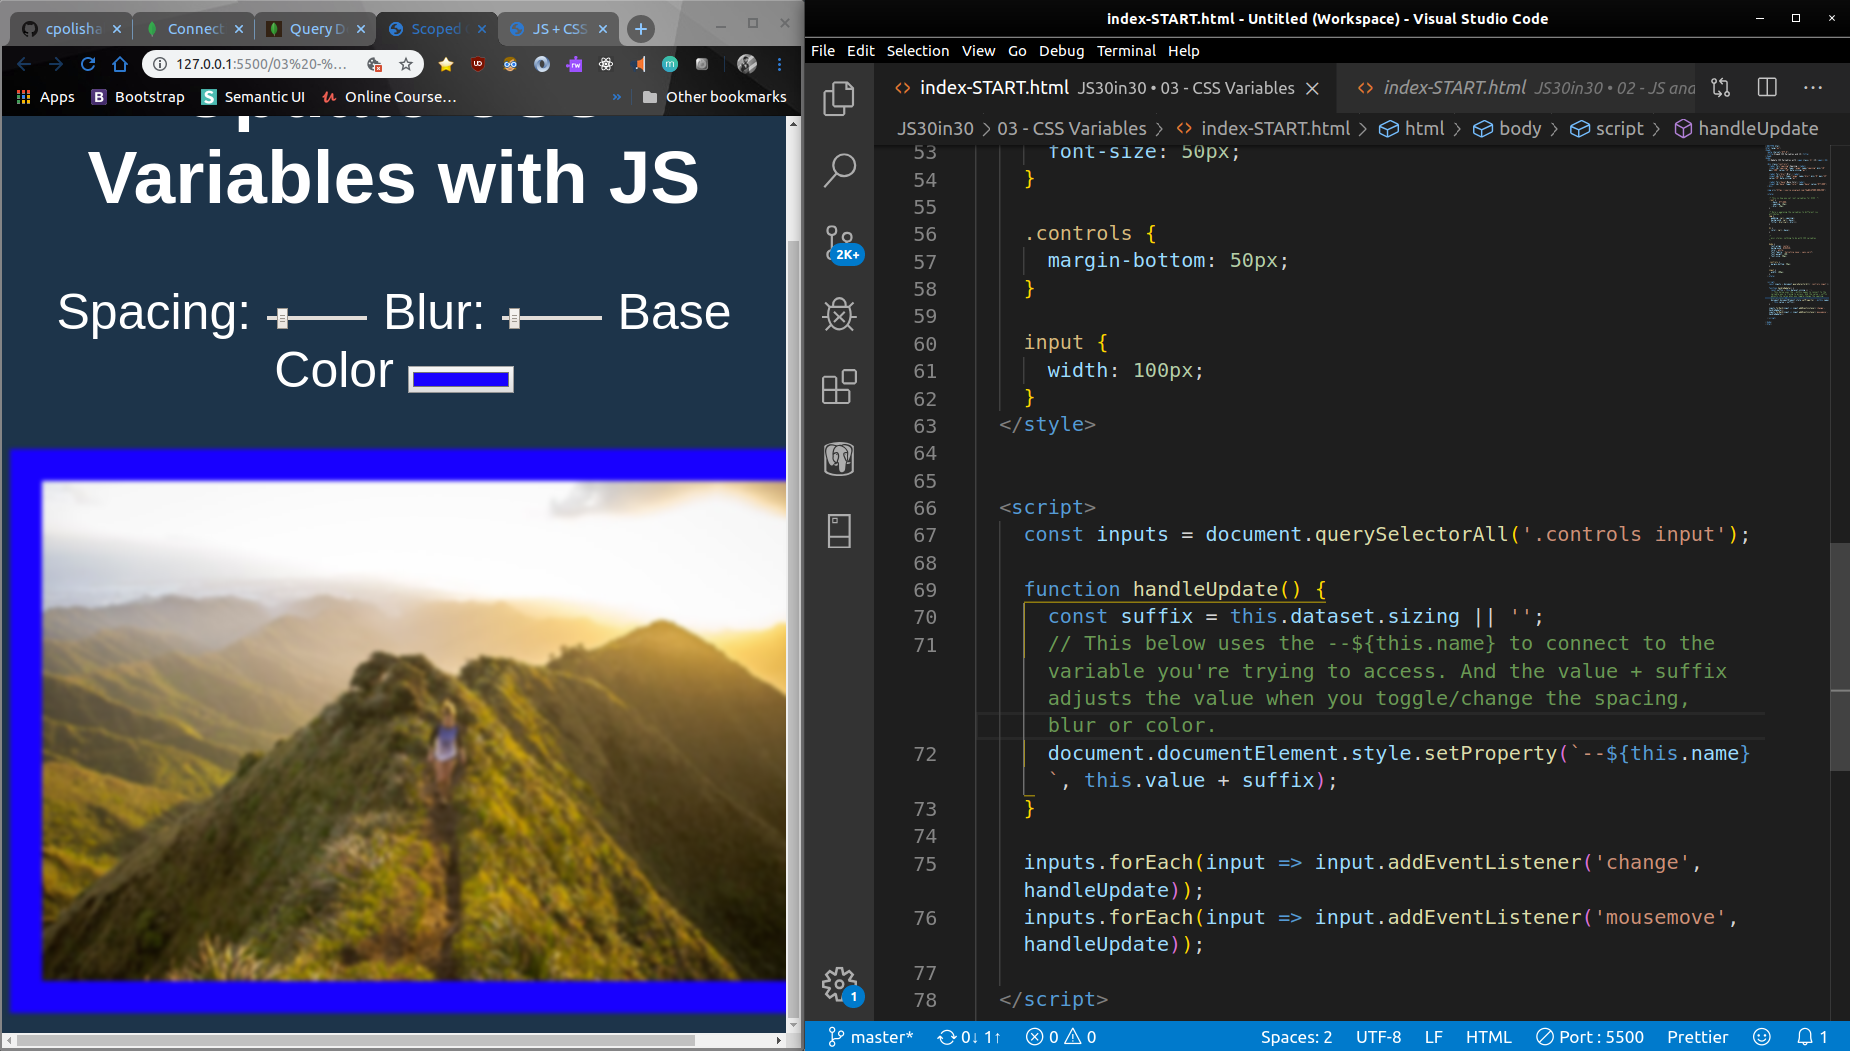 cpolisha
Connect
Query D
Scoped
JS + CSS
127.0.0.1:5500/03%20-%...
Apps
Bootstrap
Semantic UI
Online Course...
»
Other bookmarks
Variables with JS
Spacing:
Blur:
Base
Color
index-START.html - Untitled (Workspace) - Visual Studio Code
File Edit Selection View Go Debug Terminal Help
index-START.html JS30in30 • 03 - CSS Variables
index-START.html JS30in30 • 02 - JS and
JS30in30 > 03 - CSS Variables > index-START.html > html > body > script > handleUpdate
2K+
1
53 font-size: 50px;
54 }
55
56 .controls {
57 margin-bottom: 50px;
58 }
59
60 input {
61 width: 100px;
62 }
63 </style>
64
65
66 <script>
67 const inputs = document.querySelectorAll('.controls input');
68
69 function handleUpdate() {
70 const suffix = this.dataset.sizing || '';
71 // This below uses the --${this.name} to connect to the
variable you're trying to access. And the value + suffix
adjusts the value when you toggle/change the spacing,
blur or color.
72 document.documentElement.style.setProperty(`--${this.name}
`, this.value + suffix);
73 }
74
75 inputs.forEach(input => input.addEventListener('change',
handleUpdate));
76 inputs.forEach(input => input.addEventListener('mousemove',
handleUpdate));
77
78 </script>
master* 0↓ 1↑ 0 0 Spaces: 2 UTF-8 LF HTML Port : 5500 Prettier 1